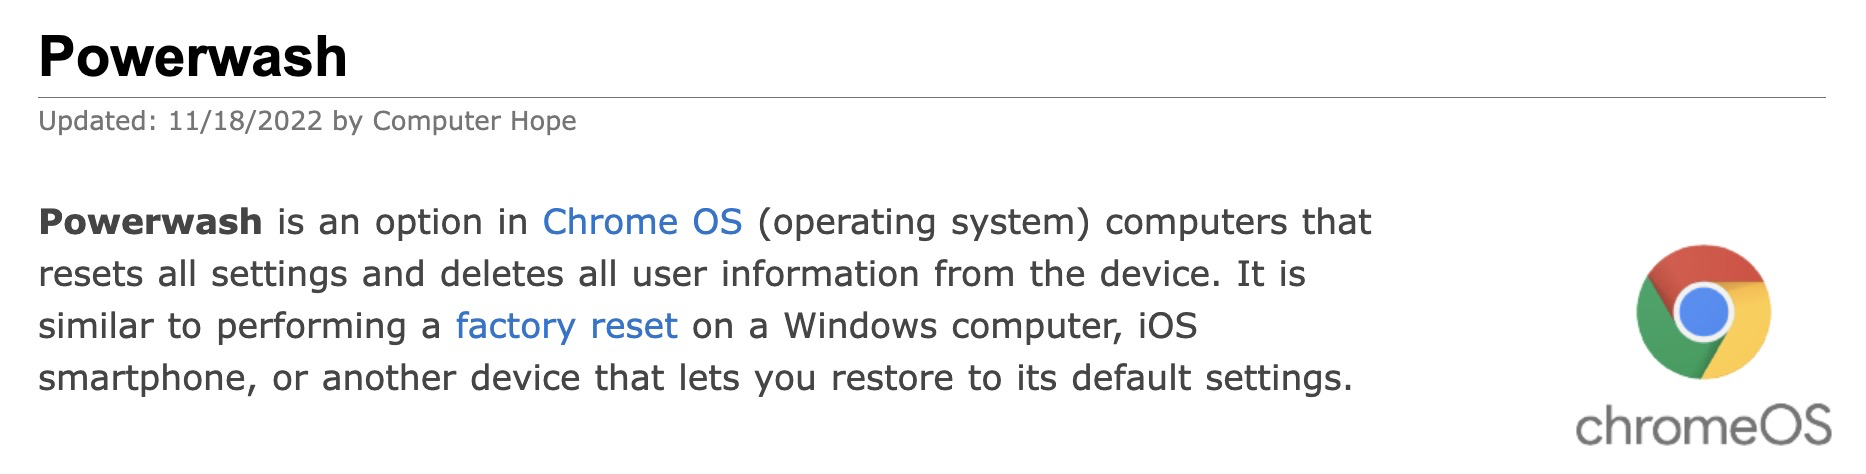 Powerwash
Updated: 11/18/2022 by Computer Hope
Powerwash is an option in Chrome OS (operating system) computers that
resets all settings and deletes all user information from the device. It is
similar to performing a factory reset on a Windows computer, iOS
smartphone, or another device that lets you restore to its default settings.
chromeOS